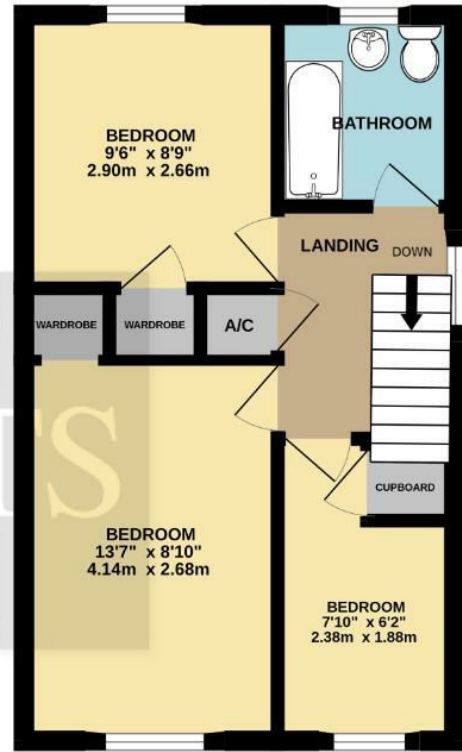 BEDROOM
9'6" x 8'9"
2.90m x 2.66m
BATHROOM
LANDING
DOWN
WARDROBE
WARDROBE
A/C
CUPBOARD
BEDROOM
13'7" x 8'10"
4.14m x 2.68m
BEDROOM
7'10" x 6'2"
2.38m x 1.88m